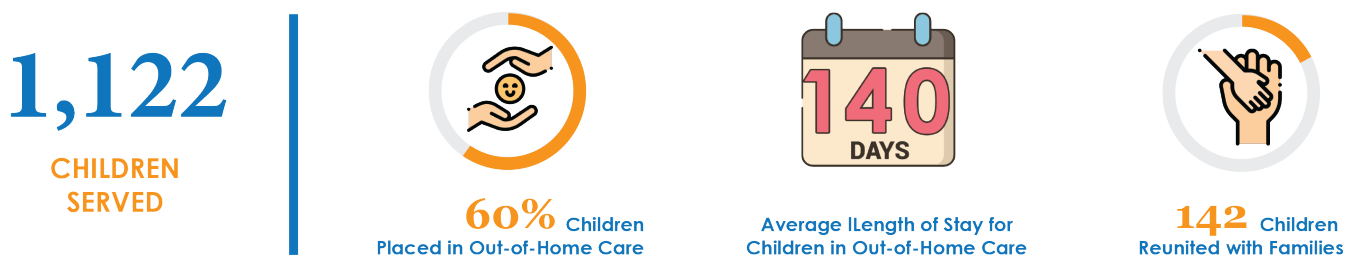 1,122
CHILDREN
SERVED
60% Children
Placed in Out-of-Home Care
140
DAYS
Average lLength of Stay for
Children in Out-of-Home Care
142 Children
Reunited with Families